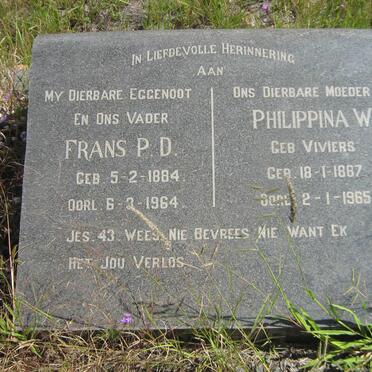 In Liefdevolle Herinnering
Aan
My Dierbare Eggenoot
En Ons Vader
Frans P. D.
Geb. 5-2-1884
Oorl. 6-3-1964
Ons Dierbare Moeder
Philippina W
Geb Viviers
Geb. 18-1-1887
2-1-1965
Jes. 43. Wees Nie Bevrees Nie Want Ek
Het Jou Verlos